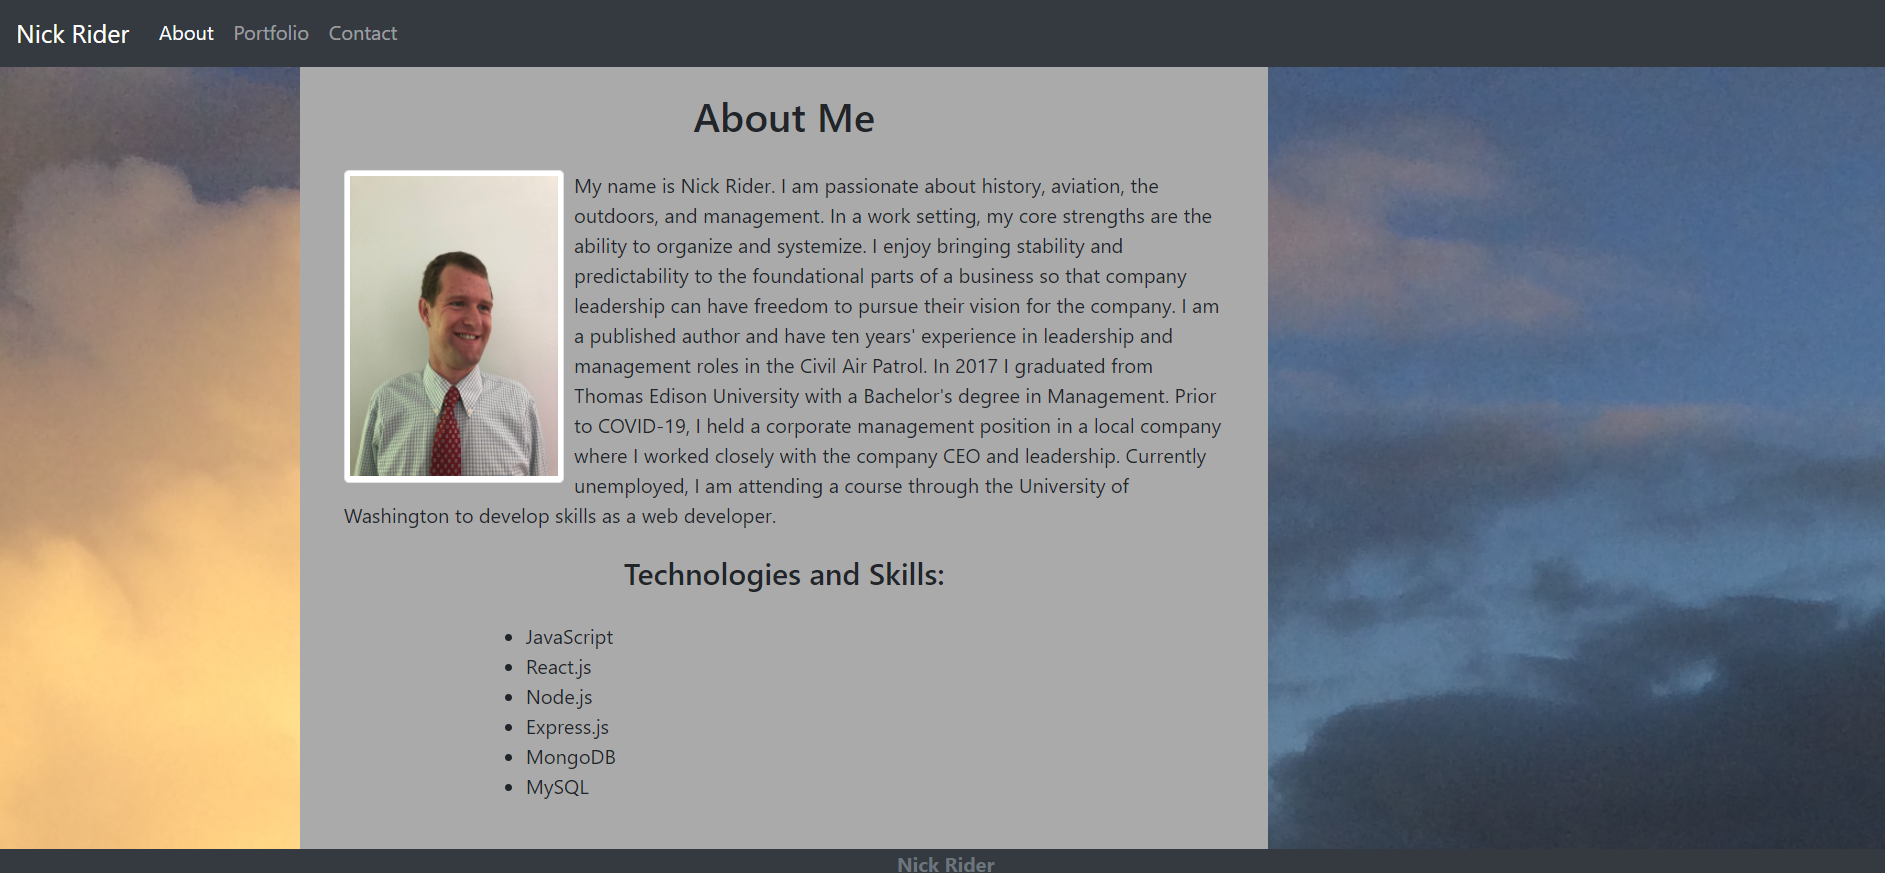 Nick Rider About Portfolio Contact
About Me
My name is Nick Rider. I am passionate about history, aviation, the
outdoors, and management. In a work setting, my core strengths are the
ability to organize and systemize. I enjoy bringing stability and
predictability to the foundational parts of a business so that company
leadership can have freedom to pursue their vision for the company. I am
a published author and have ten years' experience in leadership and
management roles in the Civil Air Patrol. In 2017 I graduated from
Thomas Edison University with a Bachelor's degree in Management. Prior
to COVID-19, I held a corporate management position in a local company
where I worked closely with the company CEO and leadership. Currently
unemployed, I am attending a course through the University of
Washington to develop skills as a web developer.
Technologies and Skills:
• JavaScript
• React.js
• Node.js
• Express.js
• MongoDB
• MySQL
Nick Rider